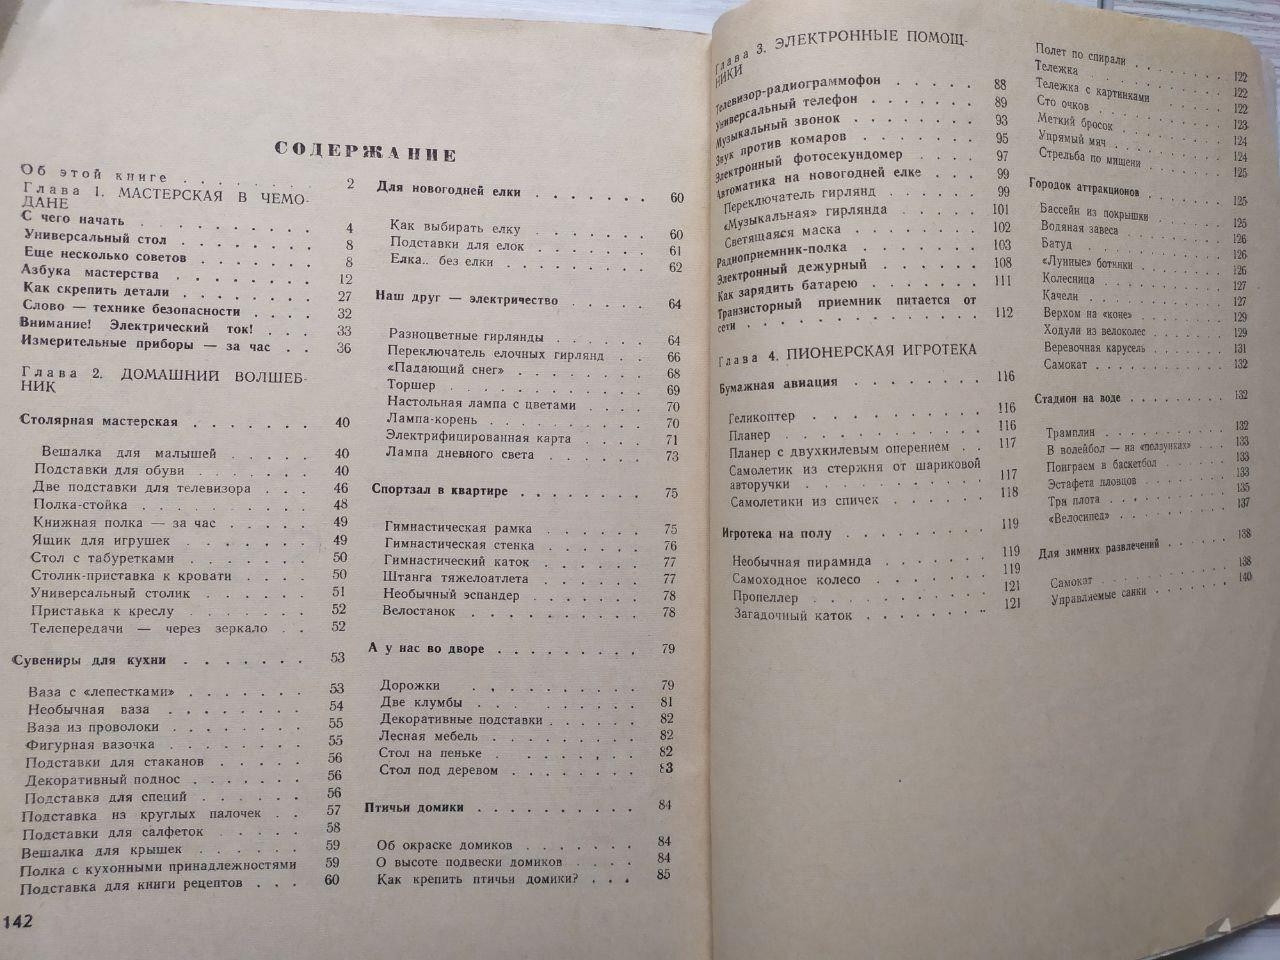 СОДЕРЖАНИЕ
Об этой книге . . . . . . . 2
Глава 1. МАСТЕРСКАЯ В ЧЕМО-
ДАНЕ
С чего начать . . . . . . . . . . 4
Универсальный стол . . . . . . . 8
Еще несколько советов . . . . . . 8
Азбука мастерства . . . . . . . . 12
Как скрепить детали . . . . . . . 27
Слово — технике безопасности . . . . 32
Внимание! Электрический ток! . . . 33
Измерительные приборы — за час . . 36
Глава 2. ДОМАШНИЙ ВОЛШЕБ-
НИК
Столярная мастерская . . . . . . . 40
Вешалка для малышей . . . . . 40
Подставки для обуви . . . . . . 40
Две подставки для телевизора . . . 46
Полка-стойка . . . . . . . . . 48
Книжная полка — за час . . . . . 49
Ящик для игрушек . . . . . . . 49
Стол с табуретками . . . . . . . 50
Столик-приставка к кровати . . . . 50
Универсальный столик . . . . . . 51
Приставка к креслу . . . . . . . 52
Телепередачи — через зеркало . . 52
Сувениры для кухни . . . . . . . 53
Ваза с «лепестками» . . . . . . . 53
Необычная ваза . . . . . . . . 54
Ваза из проволоки . . . . . . . . 55
Фигурная вазочка . . . . . . . . 55
Подставки для стаканов . . . . . 56
Декоративный поднос . . . . . . . 56
Подставка для специй . . . . . . 56
Подставка из круглых палочек . . 57
Подставки для салфеток . . . . . 58
Вешалка для крышек . . . . . . 59
Полка с кухонными принадлежностями 59
Подставка для книги рецептов . . . 60
142
Для новогодней елки . . . . . . . 60
Как выбирать елку . . . . . . . 60
Подставки для елок . . . . . . . 61
Елка.. без елки . . . . . . . . 62
Наш друг — электричество . . . . . 64
Разноцветные гирлянды . . . . . . 64
Переключатель елочных гирлянд . . 66
«Падающий снег» . . . . . . . . 68
Торшер . . . . . . . . . . . 69
Настольная лампа с цветами . . . . 70
Лампа-корень . . . . . . . . . 70
Электрифицированная карта . . . . 71
Лампа дневного света . . . . . . 73
Спортзал в квартире . . . . . . . . 75
Гимнастическая рамка . . . . . . 75
Гимнастическая стенка . . . . . . 76
Гимнастический каток . . . . . . 77
Штанга тяжелоатлета . . . . . . 77
Необычный эспандер . . . . . . . 78
Велостанок . . . . . . . . . . 78
А у нас во дворе . . . . . . . . . 79
Дорожки . . . . . . . . . . 79
Две клумбы . . . . . . . . . . 81
Декоративные подставки . . . . . . 82
Лесная мебель . . . . . . . . . 82
Стол на пеньке . . . . . . . . 82
Стол под деревом . . . . . . . . 83
Птичьи домики . . . . . . . . . . 84
Об окраске домиков . . . . . . . 84
О высоте подвески домиков . . . . 84
Как крепить птичьи домики? . . . 85
Глава 3. ЭЛЕКТРОННЫЕ ПОМОЩ-
НИКИ
Телевизор-радиограммофон . . . . . 88
Универсальный телефон . . . . . . 89
Музыкальный звонок . . . . . . . 93
Звук против комаров . . . . . . . 95
Электронный фотосекундомер . . . . 97
Автоматика на новогодней елке . . . 99
Переключатель гирлянд . . . . . 99
«Музыкальная» гирлянда . . . . . 101
Светящаяся маска . . . . . . . 102
Радиоприемник-полка . . . . . . . 103
Электронный дежурный . . . . . . 108
Как зарядить батарею . . . . . . . 111
Транзисторный приемник питается от
сети . . . . . . . . . . . . 112
Глава 4. ПИОНЕРСКАЯ ИГРОТЕКА
Бумажная авиация . . . . . . . . 116
Геликоптер . . . . . . . . . . 116
Планер . . . . . . . . . . . 116
Планер с двухкилевым оперением . . 117
Самолетик из стержня от шариковой
авторучки . . . . . . . . . . 117
Самолетики из спичек . . . . . . 118
Игротека на полу . . . . . . . . . 119
Необычная пирамида . . . . . . . 119
Самоходное колесо . . . . . . . 119
Пропеллер . . . . . . . . . . 121
Загадочный каток . . . . . . . . 121
Полет по спирали . . . . . . . . 122
Тележка . . . . . . . . . . . 122
Тележка с картинками . . . . . . 122
Сто очков . . . . . . . . . . 123
Меткий бросок . . . . . . . . . 124
Упрямый мяч . . . . . . . . . 124
Стрельба по мишени . . . . . . . 125
Городок аттракционов . . . . . . . 125
Бассейн из покрышки . . . . . . 125
Водяная завеса . . . . . . . . 126
Батуд . . . . . . . . . . . 126
«Лунные» ботинки . . . . . . . 126
Колесница . . . . . . . . . . 127
Качели . . . . . . . . . . . 127
Верхом на «коне» . . . . . . . . 129
Ходули из велоколес . . . . . . . 129
Веревочная карусель . . . . . . . 131
Самокат . . . . . . . . . . . 132
Стадион на воде . . . . . . . . . 132
Трамплин . . . . . . . . . . 132
В волейбол — на «ползунках» . . . 133
Поиграем в баскетбол . . . . . . 133
Эстафета пловцов . . . . . . . 133
Три плота . . . . . . . . . . 135
«Велосипед» . . . . . . . . . 137
Для зимних развлечений . . . . . . 138
Самокат . . . . . . . . . . . 138
Управляемые санки . . . . . . . 140